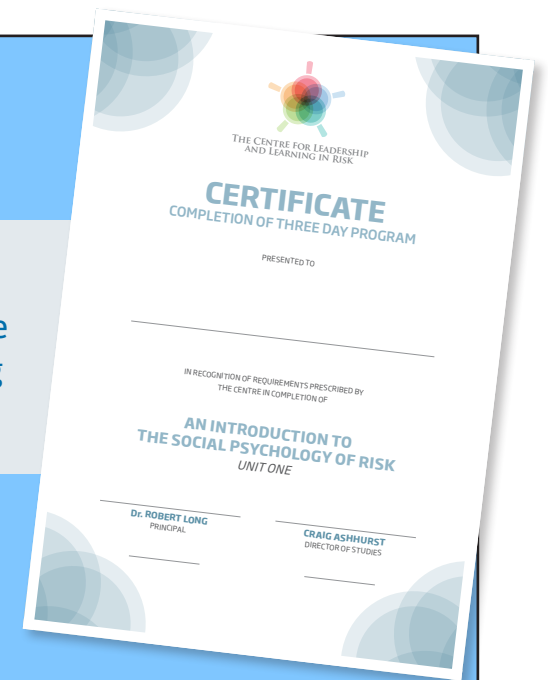 e
g
THE CENTRE FOR LEADERSHIP
AND LEARNING IN RISK
CERTIFICATE
COMPLETION OF THREE DAY PROGRAM
PRESENTED TO
IN RECOGNITION OF REQUIREMENTS PRESCRIBED BY
THE CENTRE IN COMPLETION OF
AN INTRODUCTION TO
THE SOCIAL PSYCHOLOGY OF RISK
UNIT ONE
Dr. ROBERT LONG
PRINCIPAL
CRAIG ASHHURST
DIRECTOR OF STUDIES